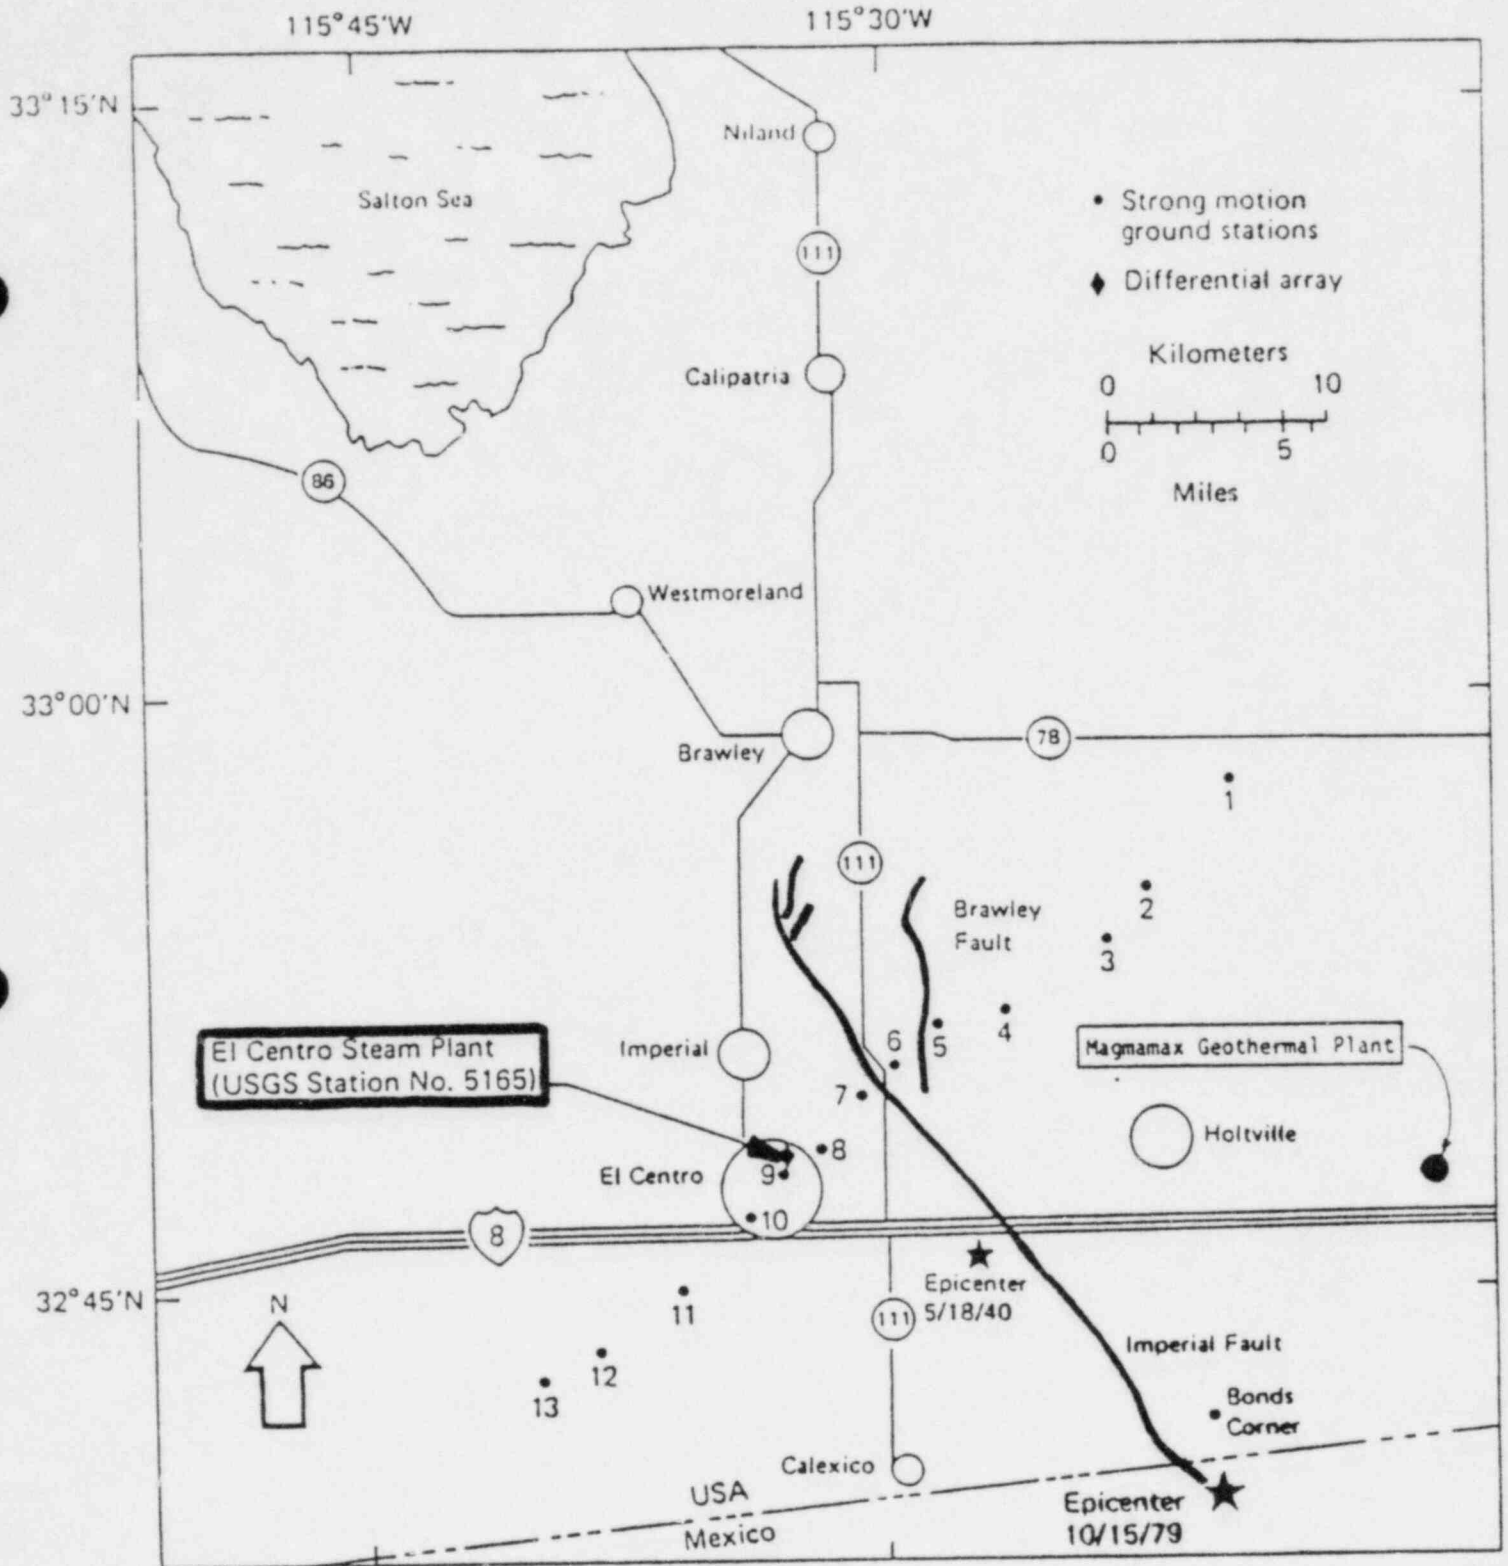 115°45'W
115°30'W
33°15'N
Niland
Salton Sea
• Strong motion
ground stations
♦ Differential array
111
Kilometers
0 10
0 5
Miles
Calipatria
86
Westmoreland
33°00'N
Brawley
78
1
111
2
Brawley
Fault
3
4
5
6
Imperial
El Centro Steam Plant
(USGS Station No. 5165)
Magmamax Geothermal Plant
7
Holtville
8
El Centro
9
10
8
Epicenter
5/18/40
32°45'N
N
11
111
Imperial Fault
12
13
Bonds
Corner
Calexico
USA
Mexico
Epicenter
10/15/79